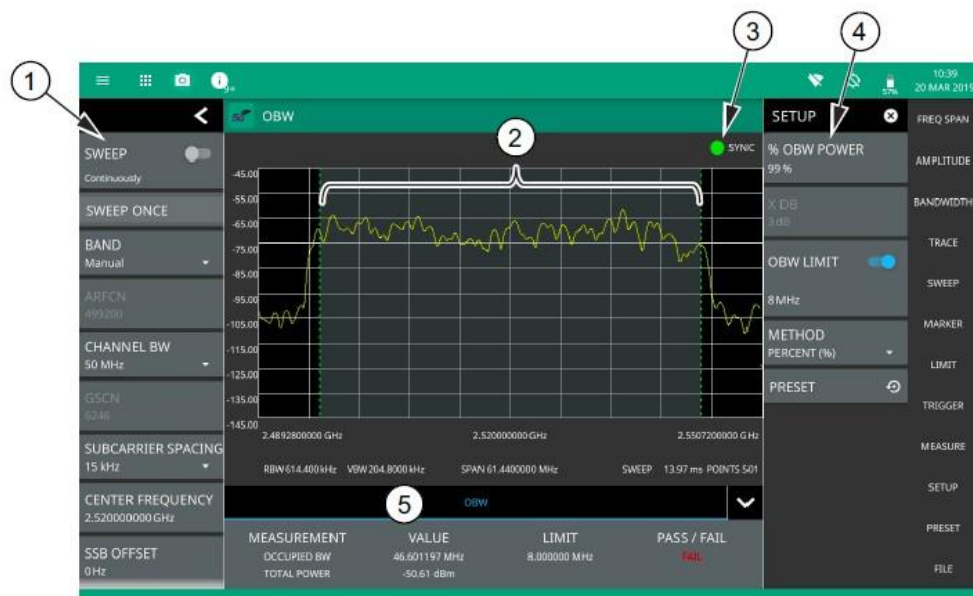 1
2
3
4
5
9+
57%
10:39
20 MAR 2019
OBW
SYNC
SWEEP
Continuously
SWEEP ONCE
BAND
Manual
ARFCN
499200
CHANNEL BW
50 MHz
GSCN
6246
SUBCARRIER SPACING
15 kHz
CENTER FREQUENCY
2.520000000 GHz
SSB OFFSET
0 Hz
-45.00
-55.00
-65.00
-75.00
-85.00
-95.00
-105.00
-115.00
-125.00
-135.00
-145.00
2.4892800000 GHz 2.520000000 GHz 2.5507200000 GHz
RBW 614.400 kHz VBW 204.8000 kHz SPAN 61.4400000 MHz SWEEP 13.97 ms POINTS 501
OBW
MEASUREMENT VALUE LIMIT PASS / FAIL
OCCUPIED BW 46.601197 MHz 8.000000 MHz FAIL
TOTAL POWER -50.61 dBm
SETUP
% OBW POWER
99 %
X DB
3 dB
OBW LIMIT
8 MHz
METHOD
PERCENT (%)
PRESET
FREQ SPAN
AMPLITUDE
BANDWIDTH
TRACE
SWEEP
MARKER
LIMIT
TRIGGER
MEASURE
SETUP
PRESET
FILE